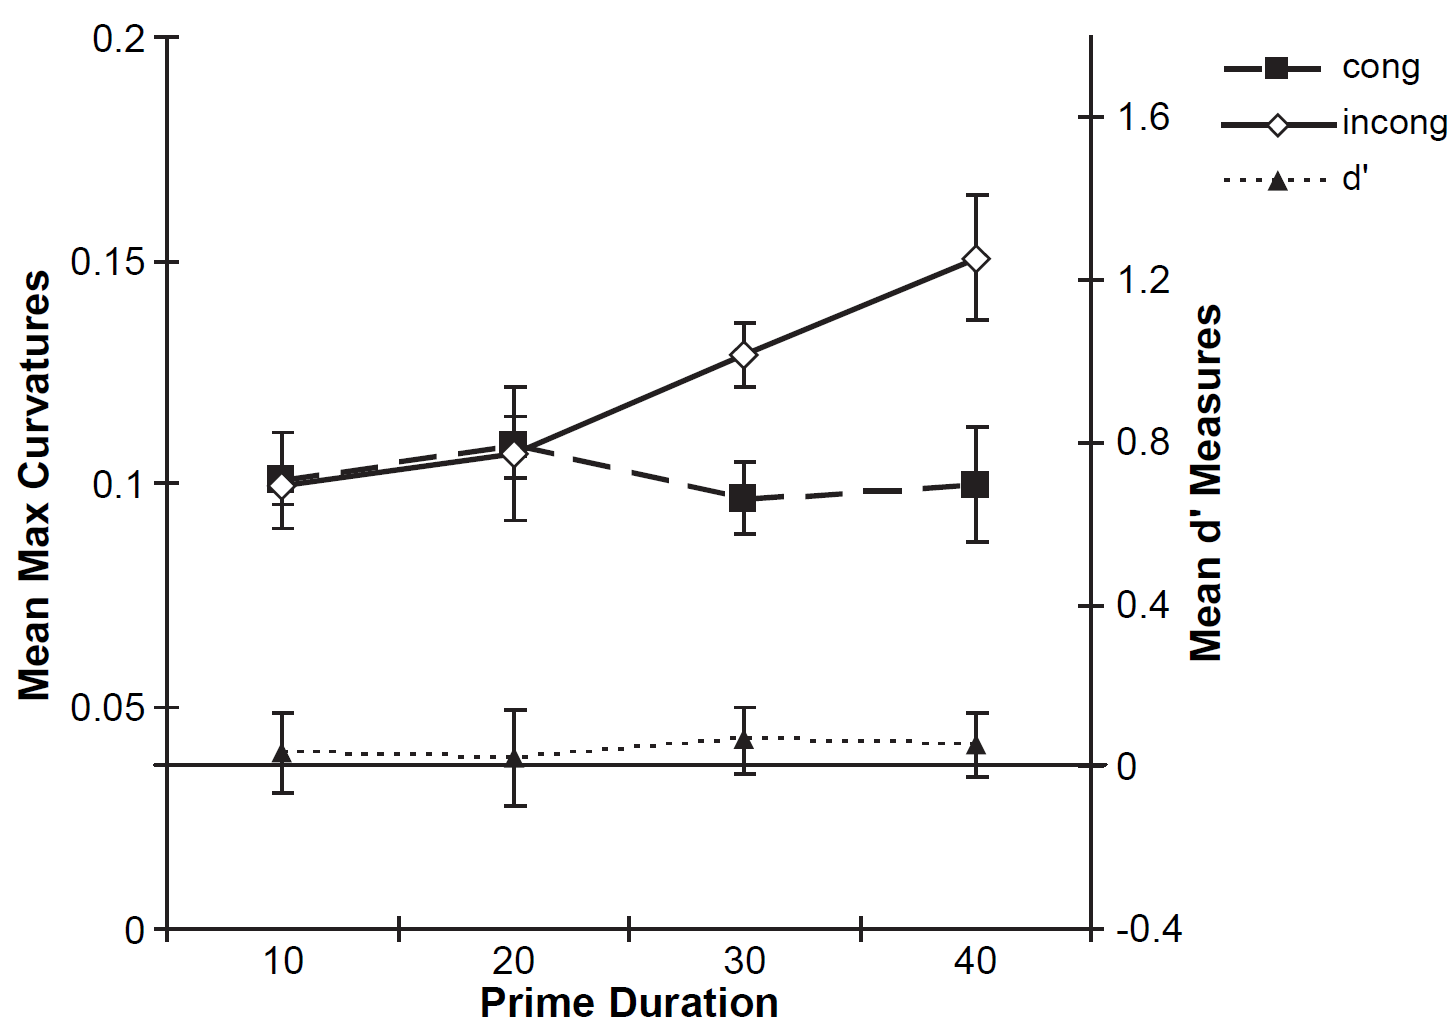 0.2
0.15
0.1
0.05
0
Mean Max Curvatures
10 20 30 40
Prime Duration
1.6
1.2
0.8
0.4
0
-0.4
Mean d' Measures
cong
incong
d'